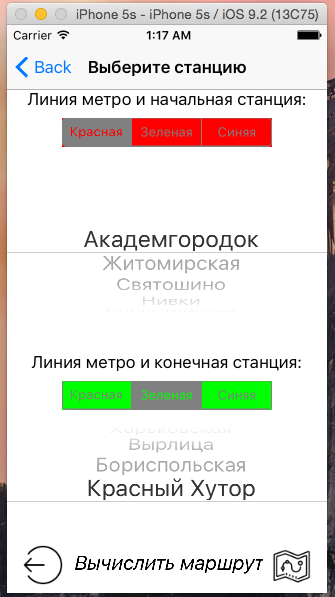 iPhone 5s - iPhone 5s / iOS 9.2 (13C75)
Carrier 1:17 AM
Back Выберите станцию
Линия метро и начальная станция:
Красная Зеленая Синяя
Академгородок
Житомирская
Святошино
Нивки
Линия метро и конечная станция:
Красная Зеленая Синяя
Харьковская
Вырлица
Бориспольская
Красный Хутор
Вычислить маршрут